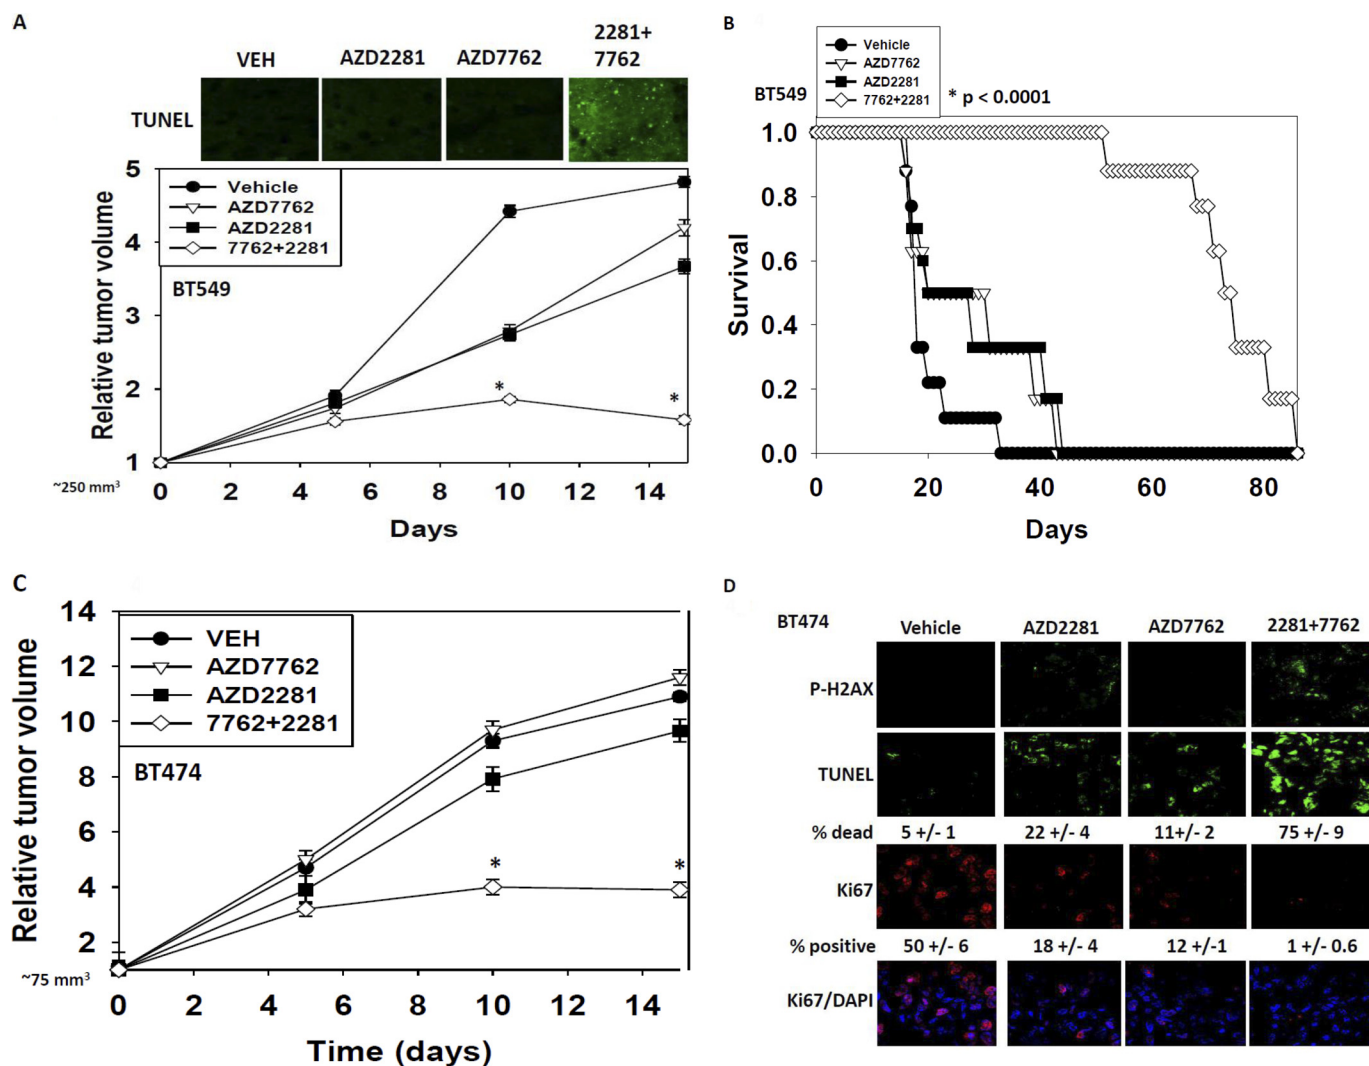 A
VEH AZD2281 AZD7762 2281+
7762
TUNEL
5
4
3
2
1
Relative tumor volume
Vehicle
AZD7762
AZD2281
7762+2281
BT549
*
*
~250 mm³
0 2 4 6 8 10 12 14
Days
B
Vehicle
AZD7762
AZD2281
7762+2281
BT549
* p < 0.0001
1.0
0.8
0.6
0.4
0.2
0.0
Survival
0 20 40 60 80
Days
C
14
12
10
8
6
4
2
Relative tumor volume
VEH
AZD7762
AZD2281
7762+2281
BT474
*
*
~75 mm³
0 2 4 6 8 10 12 14
Time (days)
D
BT474
Vehicle AZD2281 AZD7762 2281+7762
P-H2AX
TUNEL
% dead 5 +/- 1 22 +/- 4 11+/- 2 75 +/- 9
Ki67
% positive 50 +/- 6 18 +/- 4 12 +/-1 1 +/- 0.6
Ki67/DAPI